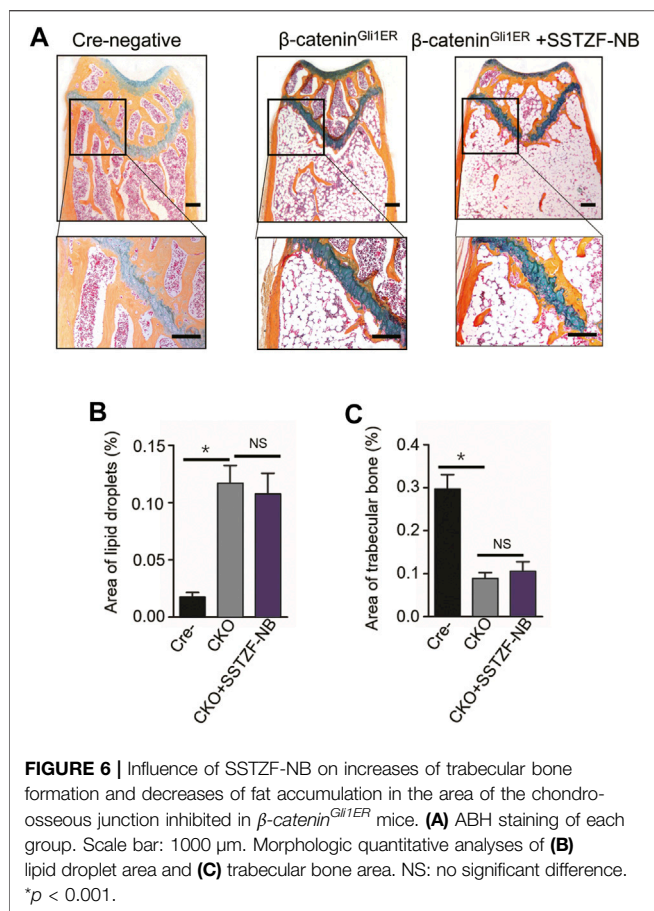 A
Cre-negative
β-catenin^Gli1ER
β-catenin^Gli1ER +SSTZF-NB
B
Area of lipid droplets (%)
0.15
0.10
0.05
0.00
*
NS
Cre-
CKO
CKO+SSTZF-NB
C
Area of trabecular bone (%)
0.4
0.3
0.2
0.1
0.0
*
NS
Cre-
CKO
CKO+SSTZF-NB
FIGURE 6 | Influence of SSTZF-NB on increases of trabecular bone
formation and decreases of fat accumulation in the area of the chondro-
osseous junction inhibited in β-catenin^Gli1ER mice. (A) ABH staining of each
group. Scale bar: 1000 µm. Morphologic quantitative analyses of (B)
lipid droplet area and (C) trabecular bone area. NS: no significant difference.
*p < 0.001.